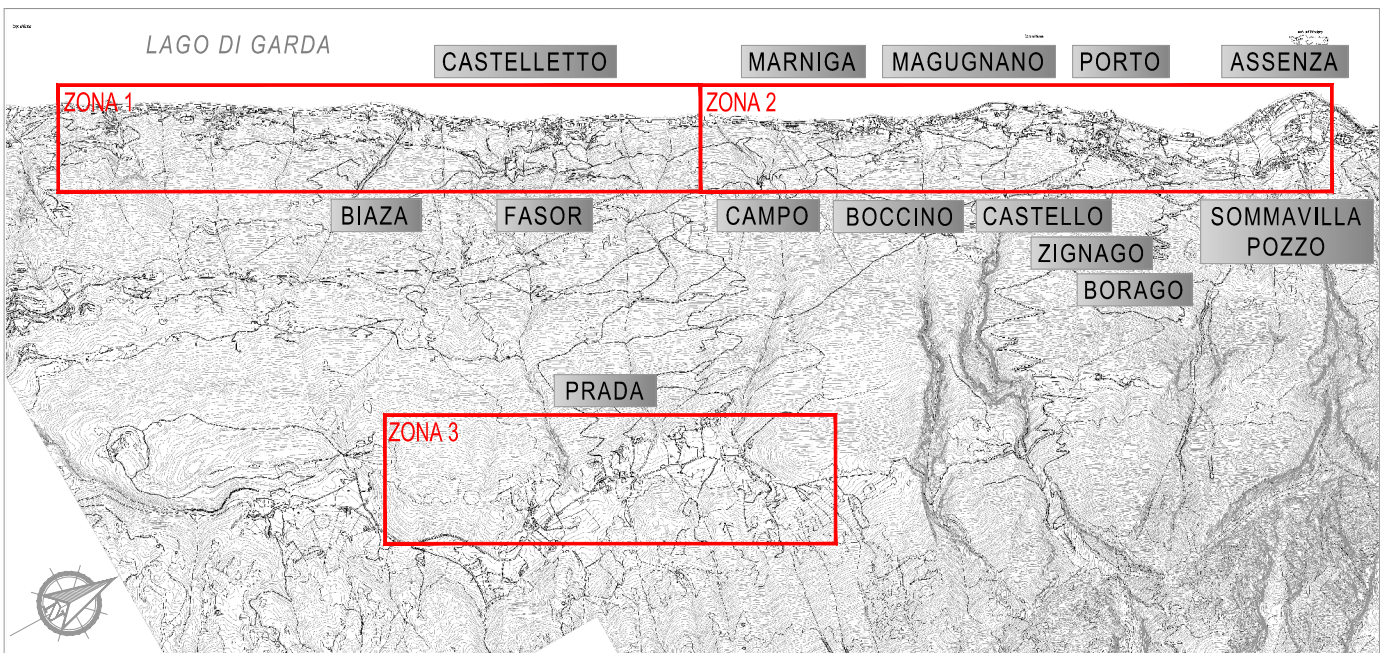 LAGO DI GARDA
CASTELLETTO
MARNIGA
MAGUGNANO
PORTO
ASSENZA
ZONA 1
ZONA 2
BIAZA
FASOR
CAMPO
BOCCINO
CASTELLO
SOMMAVILLA
POZZO
ZIGNAGO
BORAGO
PRADA
ZONA 3